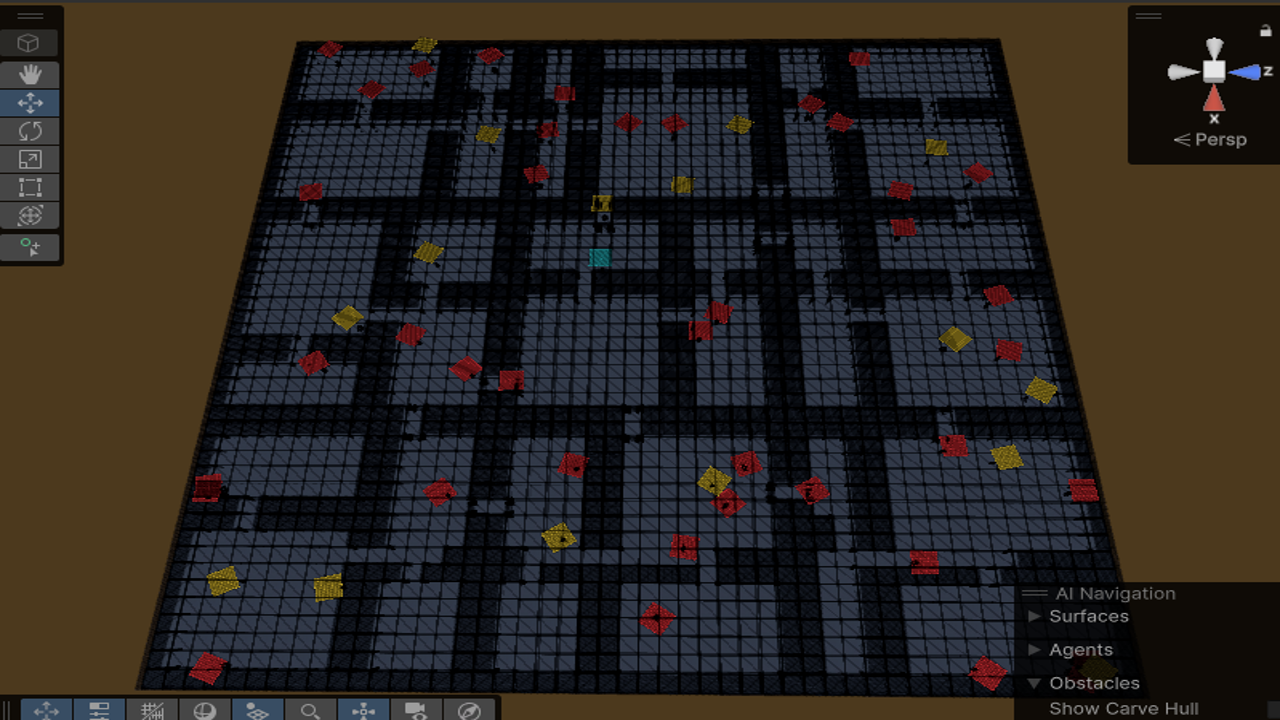 z
x
< Persp
AI Navigation
Surfaces
Agents
Obstacles
Show Carve Hull